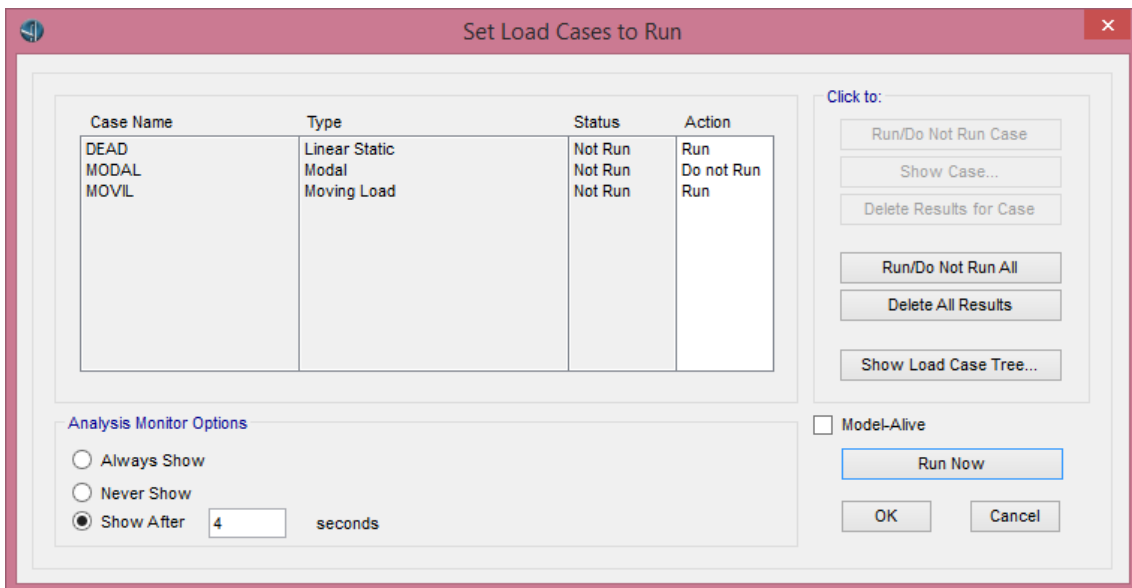 Set Load Cases to Run
Case Name Type Status Action
DEAD Linear Static Not Run Run
MODAL Modal Not Run Do not Run
MOVIL Moving Load Not Run Run
Click to:
Run/Do Not Run Case
Show Case...
Delete Results for Case
Run/Do Not Run All
Delete All Results
Show Load Case Tree...
Analysis Monitor Options
Always Show
Never Show
Show After 4 seconds
Model-Alive
Run Now
OK Cancel